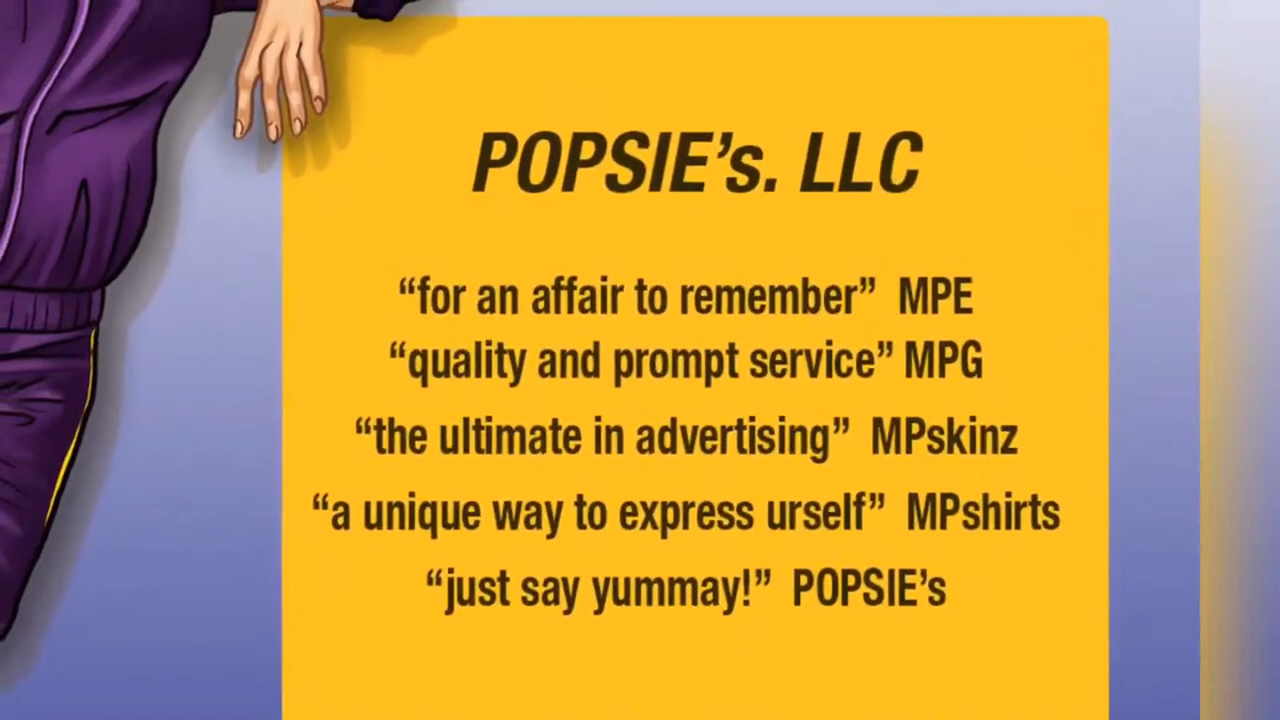 POPSIE’s. LLC
“for an affair to remember” MPE
“quality and prompt service” MPG
“the ultimate in advertising” MPskinz
“a unique way to express urself” MPshirts
“just say yummay!” POPSIE’s